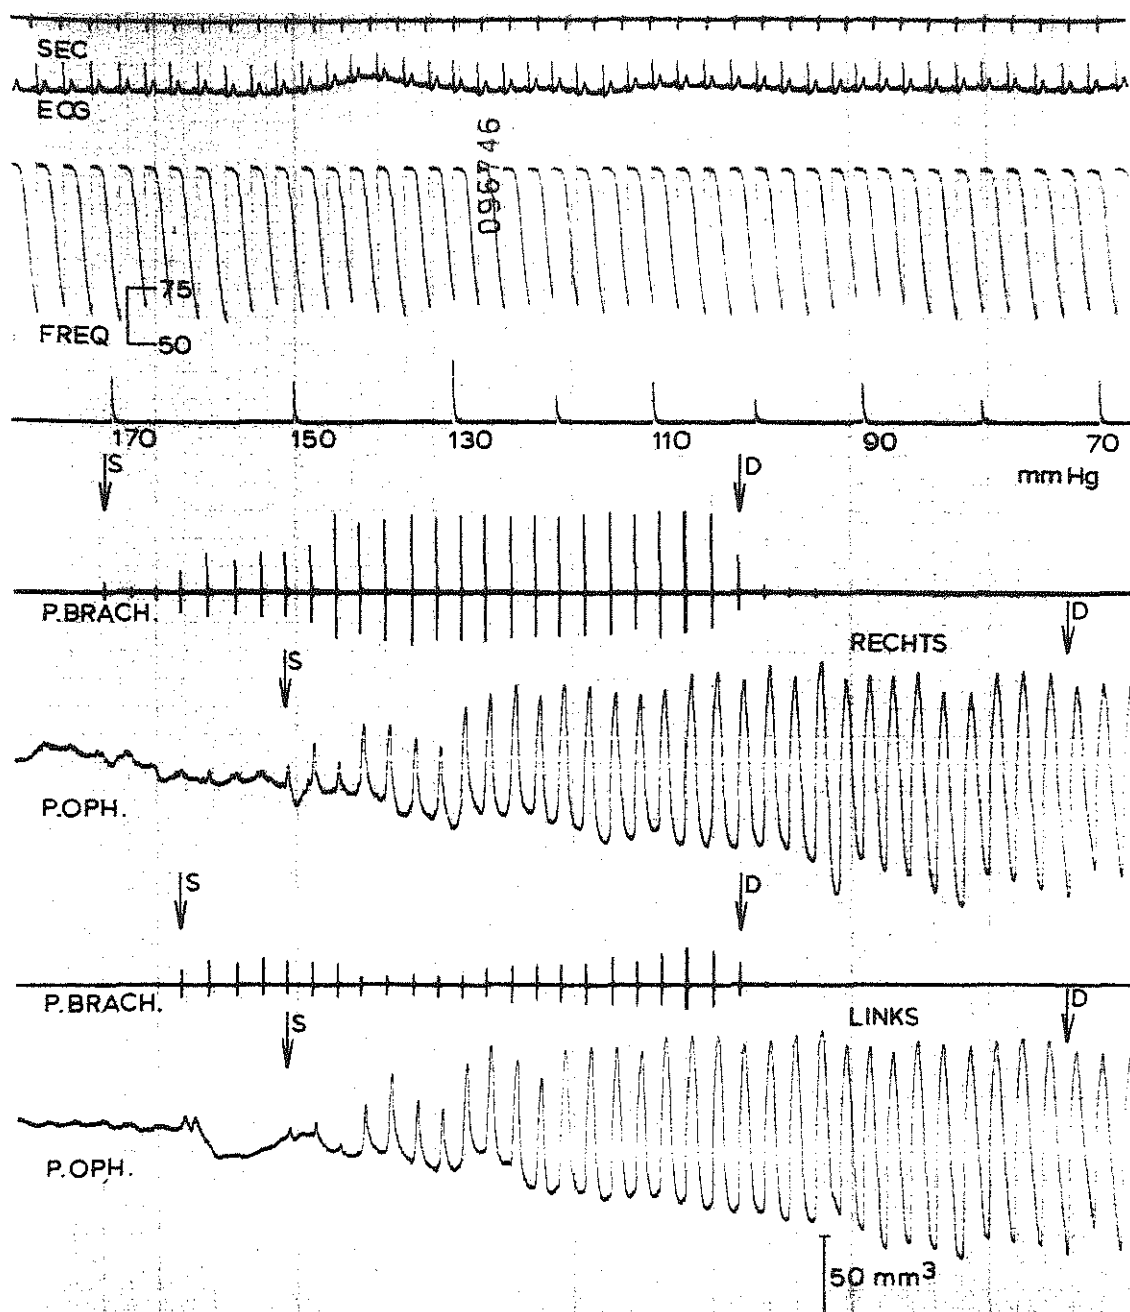 SEC
ECG
096746
75
FREQ
50
170 150 130 110 90 70
mm Hg
S
D
P.BRACH.
RECHTS
D
S
P.OPH.
S
D
P.BRACH.
LINKS
D
S
P.OPH.
50 mm³